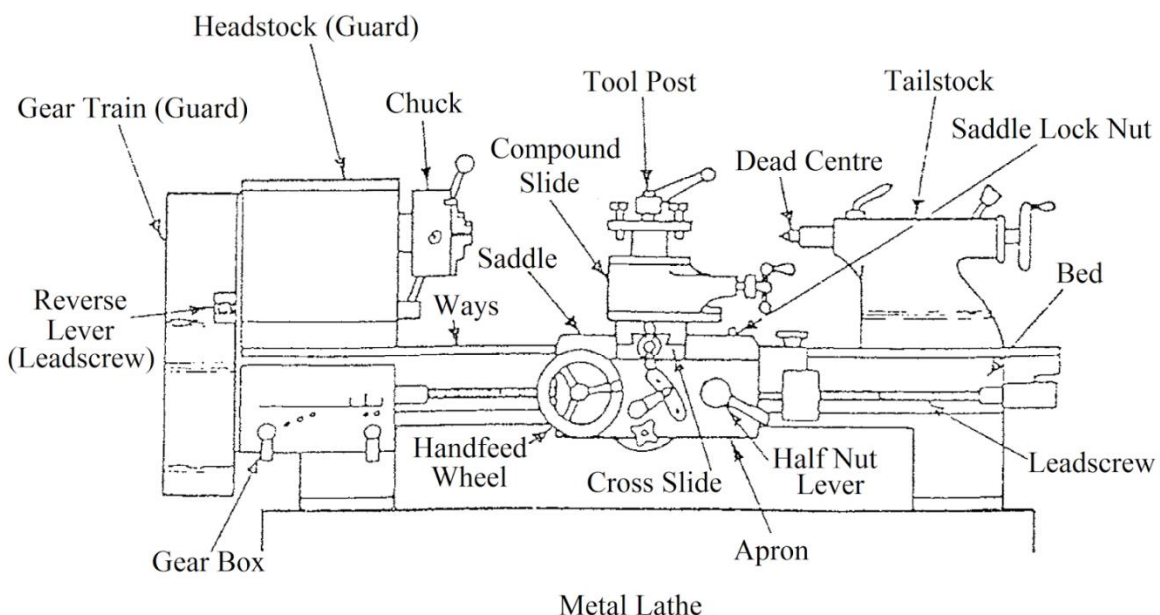 Headstock (Guard)
Gear Train (Guard)
Chuck
Tool Post
Tailstock
Saddle Lock Nut
Compound
Slide
Dead Centre
Saddle
Ways
Bed
Reverse
Lever
(Leadscrew)
Handfeed
Wheel
Cross Slide
Half Nut
Lever
Leadscrew
Gear Box
Apron
Metal Lathe